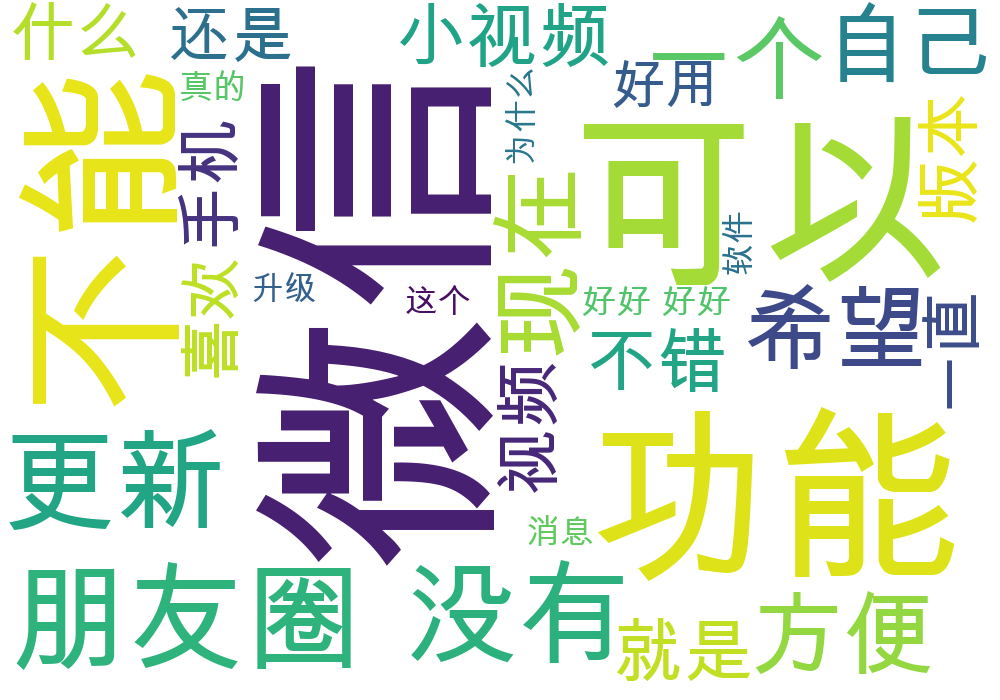 什么
还是
小视频
一个
自己
真的
好用
为什么
手机
不能
微信
可以
版本
现在
喜欢
升级
这个
软件
好好 好好
希望
一直
不错
视频
更新
功能
消息
朋友圈
没有
就是
方便